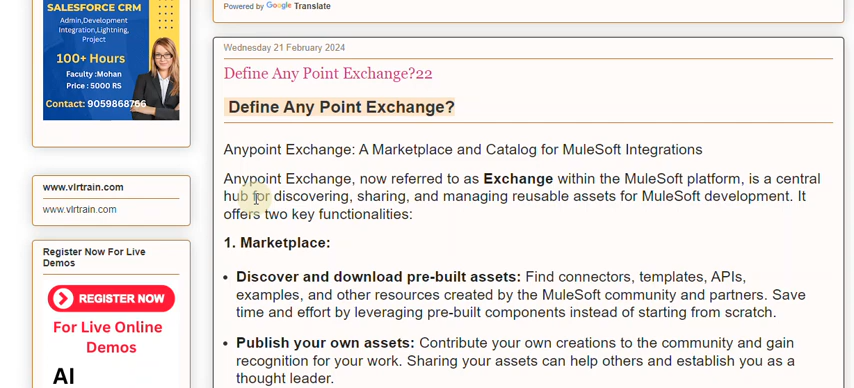 SALESFORCE CRM
Admin,Development
Integration,Lightning,
Project
100+ Hours
Faculty :Mohan
Price : 5000 RS
Contact: 9059868766
www.vlrtrain.com
www.vlrtrain.com
Register Now For Live
Demos
REGISTER NOW
For Live Online
Demos
AI
Powered by Google Translate
Wednesday 21 February 2024
Define Any Point Exchange?22
Define Any Point Exchange?
Anypoint Exchange: A Marketplace and Catalog for MuleSoft Integrations
Anypoint Exchange, now referred to as Exchange within the MuleSoft platform, is a central
hub for discovering, sharing, and managing reusable assets for MuleSoft development. It
offers two key functionalities:
1. Marketplace:
• Discover and download pre-built assets: Find connectors, templates, APIs,
examples, and other resources created by the MuleSoft community and partners. Save
time and effort by leveraging pre-built components instead of starting from scratch.
• Publish your own assets: Contribute your own creations to the community and gain
recognition for your work. Sharing your assets can help others and establish you as a
thought leader.